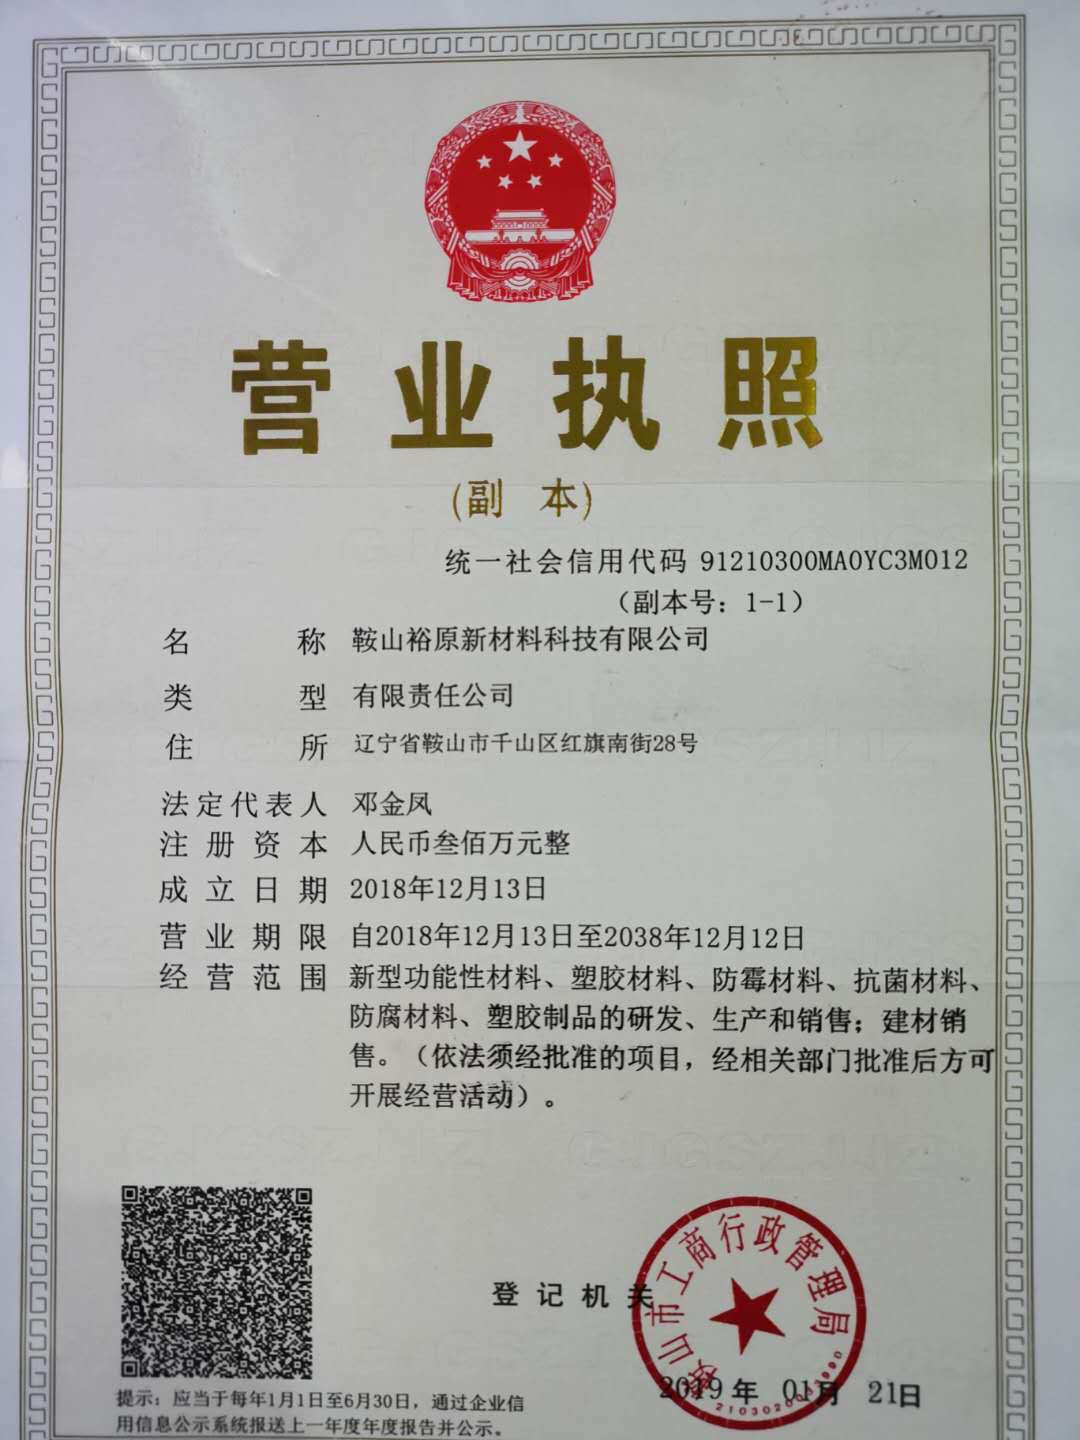 营业执照
(副 本)
统一社会信用代码 91210300MA0YC3M012
（副本号：1-1）
名 称 鞍山裕原新材料科技有限公司
类 型 有限责任公司
住 所 辽宁省鞍山市千山区红旗南街28号
法定代表人 邓金凤
注册资本 人民币叁佰万元整
成立日期 2018年12月13日
营业期限 自2018年12月13日至2038年12月12日
经营范围 新型功能性材料、塑胶材料、防霉材料、抗菌材料、
防腐材料、塑胶制品的研发、生产和销售；建材销
售。（依法须经批准的项目，经相关部门批准后方可
开展经营活动）。
登记机关
鞍山市工商行政管理局
2019年 01月 21日
提示：应当于每年1月1日至6月30日，通过企业信
用信息公示系统报送上一年度年度报告并公示。